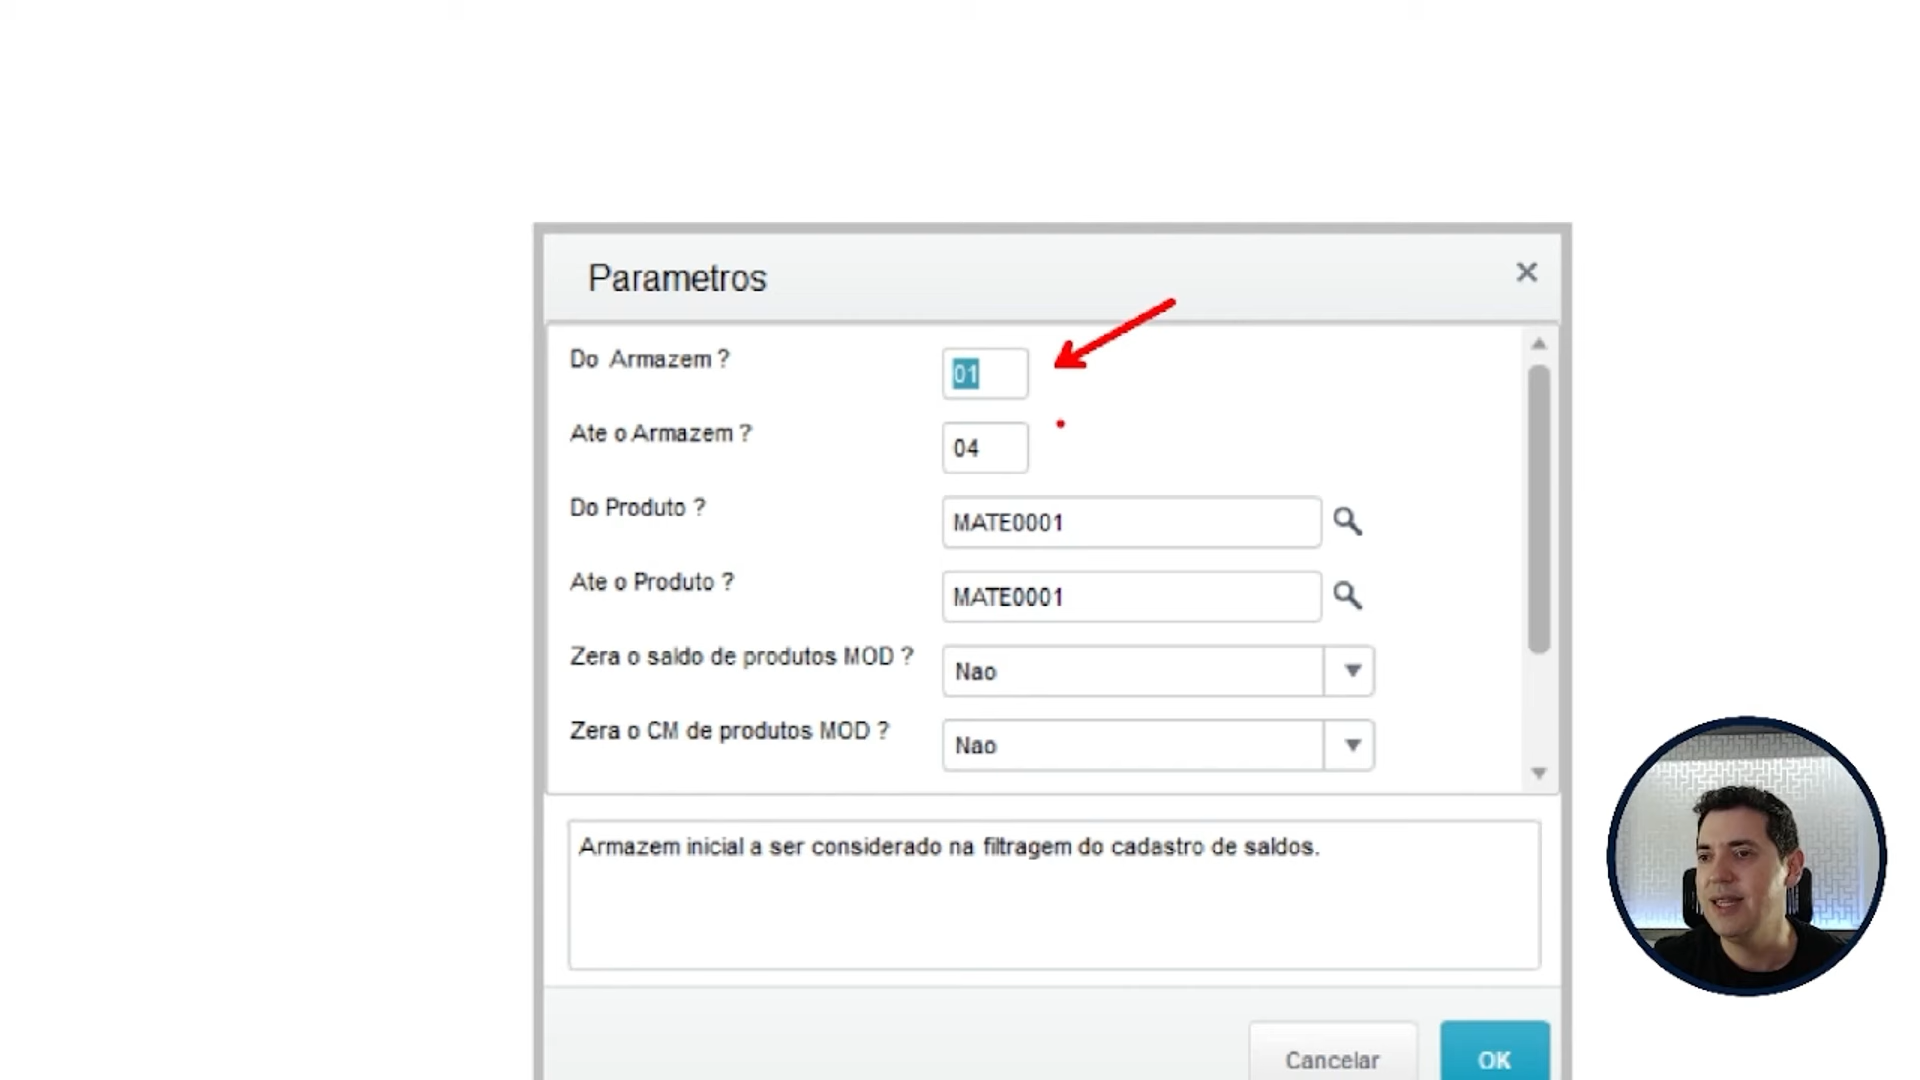 Parametros
Do Armazem ? 01
Ate o Armazem ? 04
Do Produto ? MATE0001
Ate o Produto ? MATE0001
Zera o saldo de produtos MOD ? Nao
Zera o CM de produtos MOD ? Nao
Armazem inicial a ser considerado na filtragem do cadastro de saldos.
Cancelar OK